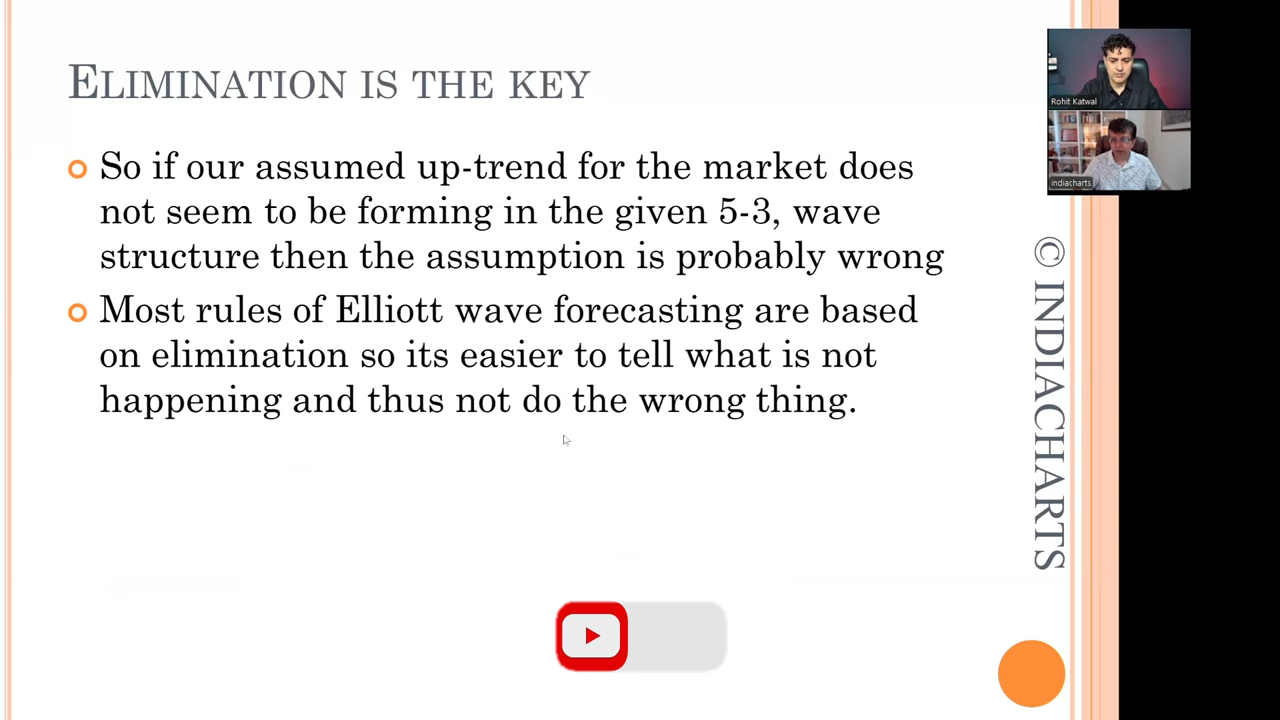 ELIMINATION IS THE KEY
So if our assumed up-trend for the market does
not seem to be forming in the given 5-3, wave
structure then the assumption is probably wrong
Most rules of Elliott wave forecasting are based
on elimination so its easier to tell what is not
happening and thus not do the wrong thing.
Rohit Katwal
indiacharts
© INDIACHARTS